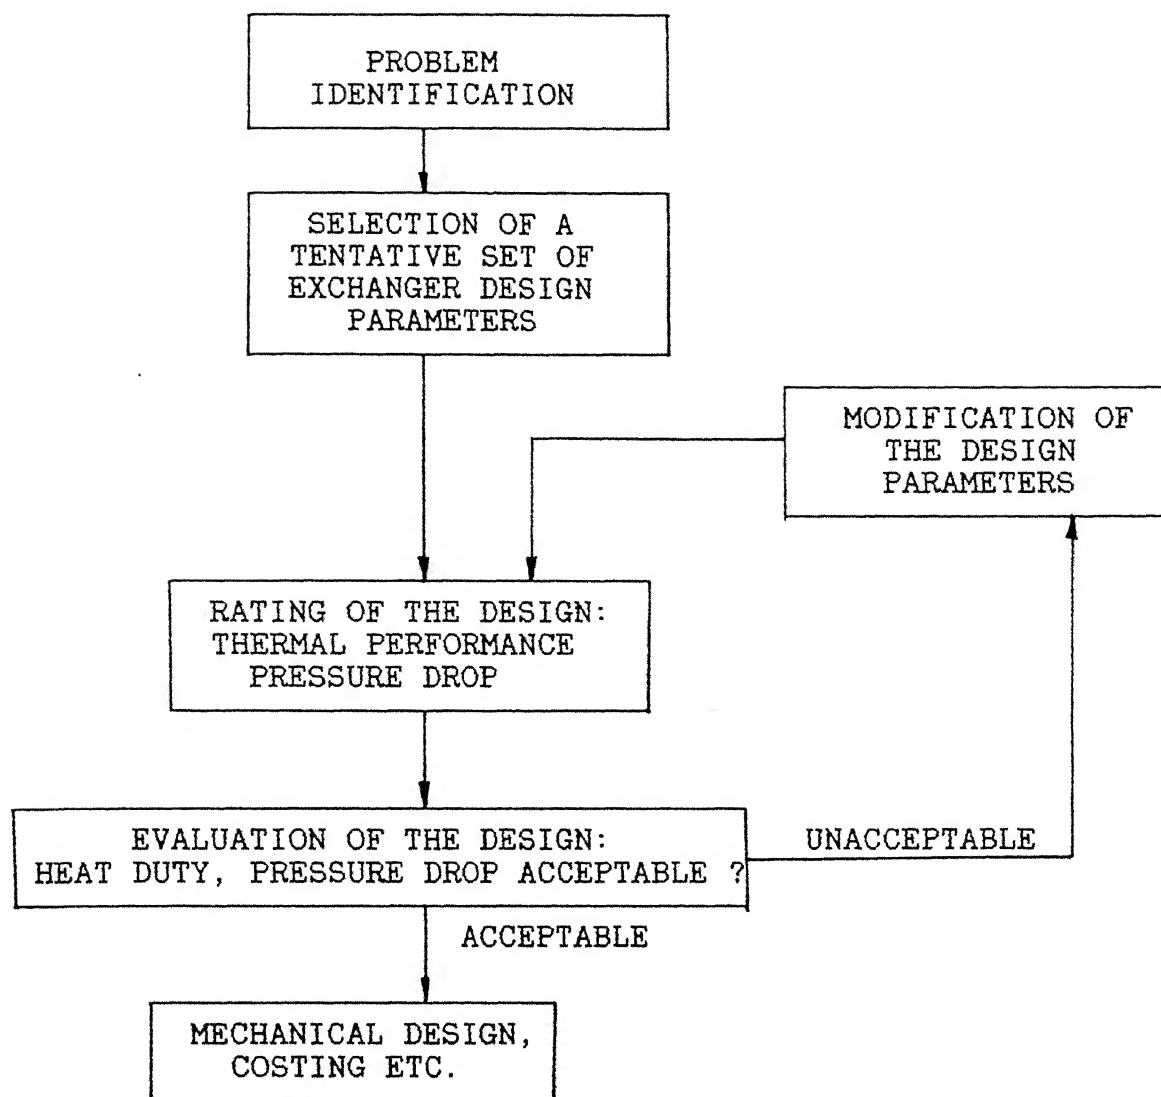 PROBLEM
IDENTIFICATION
SELECTION OF A
TENTATIVE SET OF
EXCHANGER DESIGN
PARAMETERS
MODIFICATION OF
THE DESIGN
PARAMETERS
RATING OF THE DESIGN:
THERMAL PERFORMANCE
PRESSURE DROP
EVALUATION OF THE DESIGN:
HEAT DUTY, PRESSURE DROP ACCEPTABLE ?
UNACCEPTABLE
ACCEPTABLE
MECHANICAL DESIGN,
COSTING ETC.